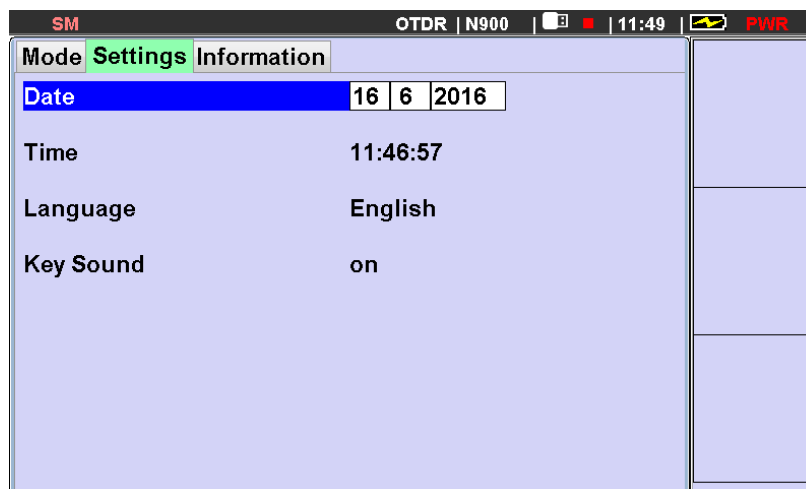 SM OTDR | N900 | | 11:49 | PWR
Mode Settings Information
Date 16 6 2016
Time 11:46:57
Language English
Key Sound on